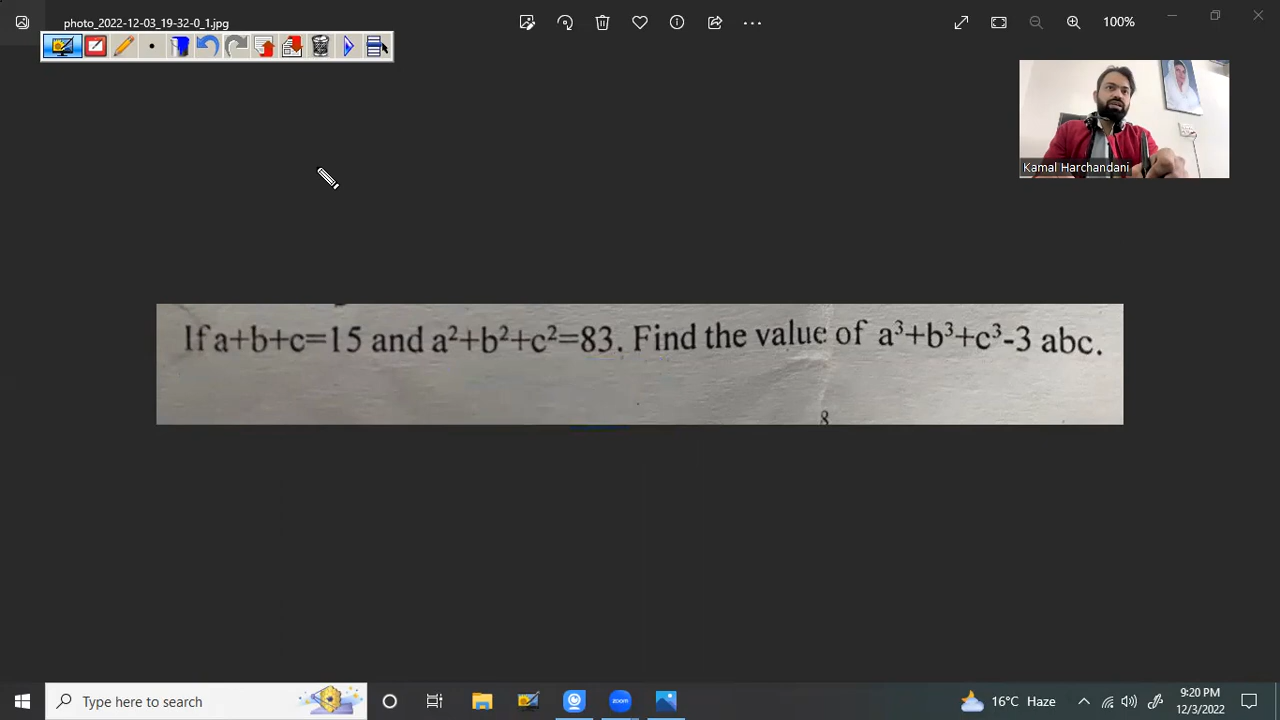 photo_2022-12-03_19-32-0_1.jpg
100%
Kamal Harchandani
If a+b+c=15 and a²+b²+c²=83. Find the value of a³+b³+c³-3 abc.
8
Type here to search
zoom
16°C Haze
9:20 PM
12/3/2022